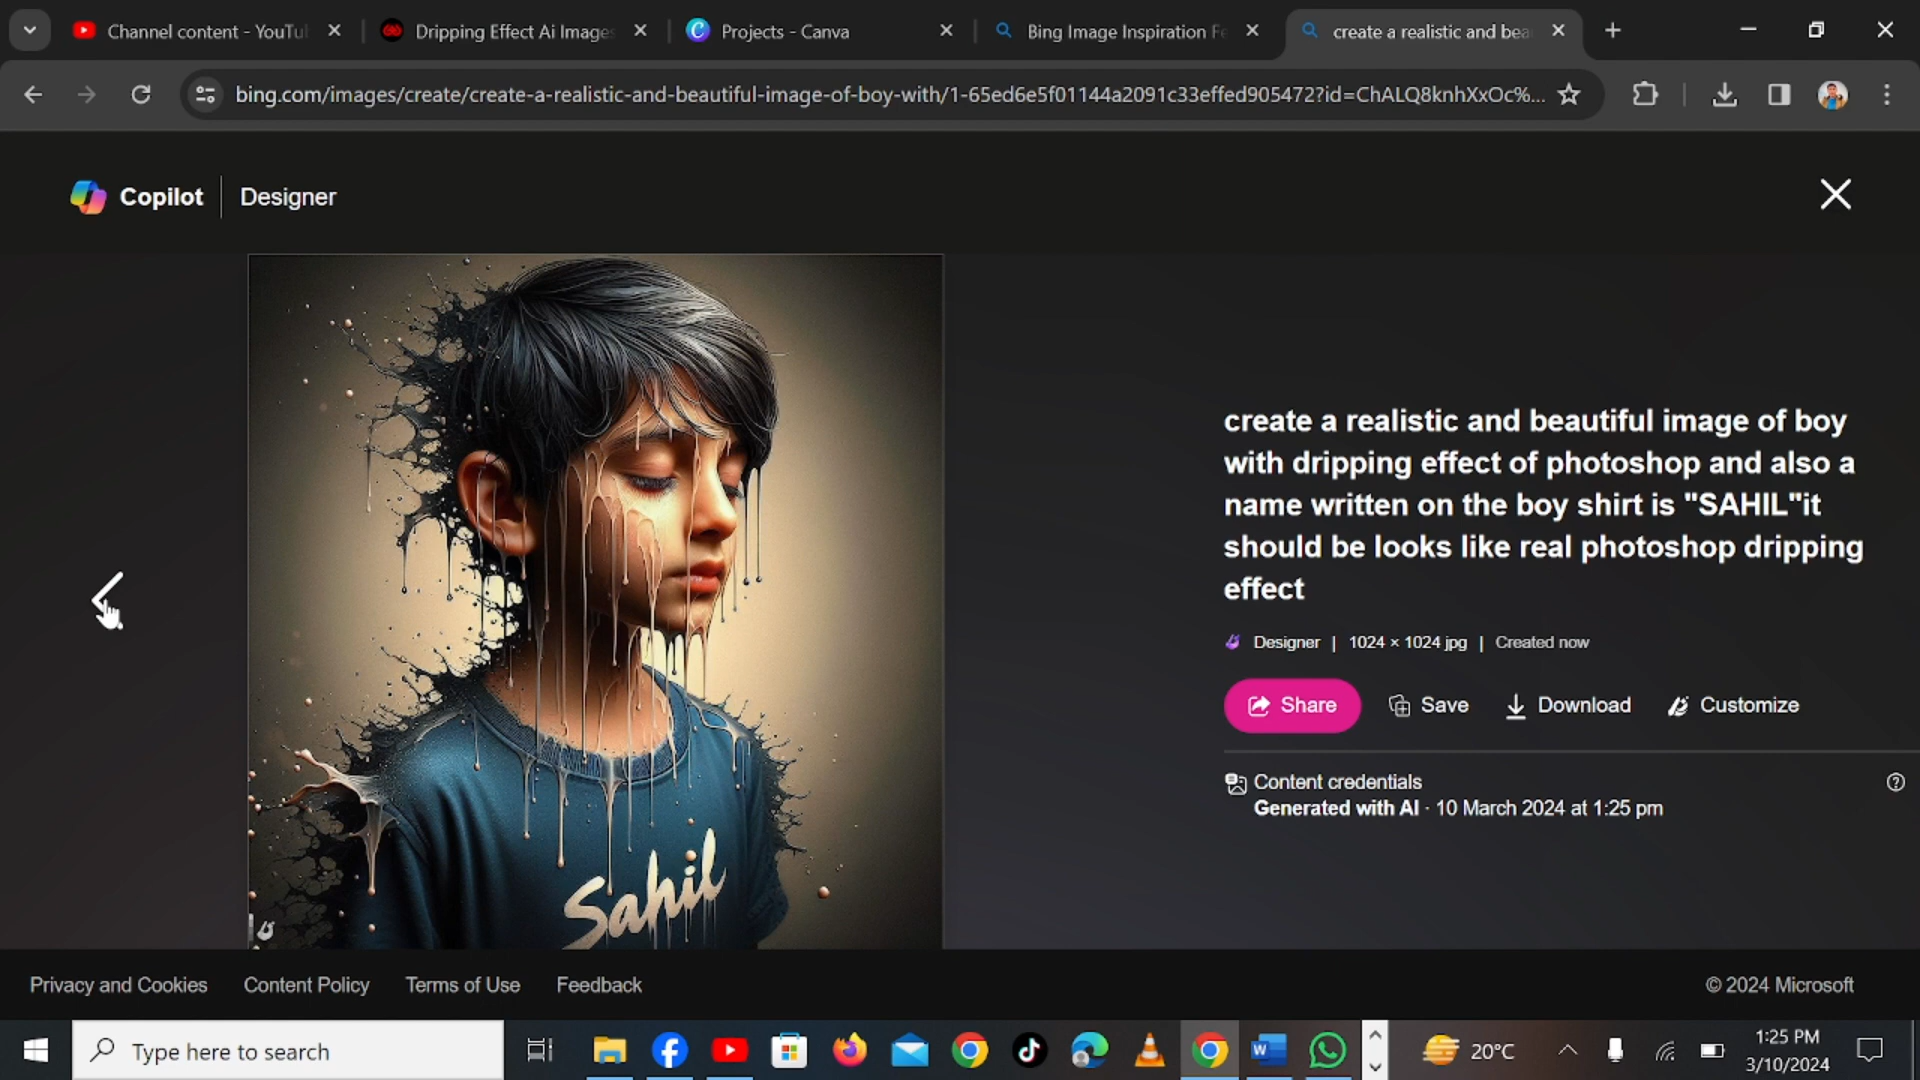 Channel content - YouTu
Dripping Effect Ai Image
Projects - Canva
Bing Image Inspiration Fe
create a realistic and bea
bing.com/images/create/create-a-realistic-and-beautiful-image-of-boy-with/1-65ed6e5f01144a2091c33effed905472?id=ChALQ8knhXxOc%...
Copilot
Designer
create a realistic and beautiful image of boy
with dripping effect of photoshop and also a
name written on the boy shirt is "SAHIL"it
should be looks like real photoshop dripping
effect
Designer | 1024 × 1024 jpg | Created now
Share
Save
Download
Customize
Content credentials
Generated with AI · 10 March 2024 at 1:25 pm
Sahil
Privacy and Cookies
Content Policy
Terms of Use
Feedback
© 2024 Microsoft
Type here to search
20°C
1:25 PM
3/10/2024